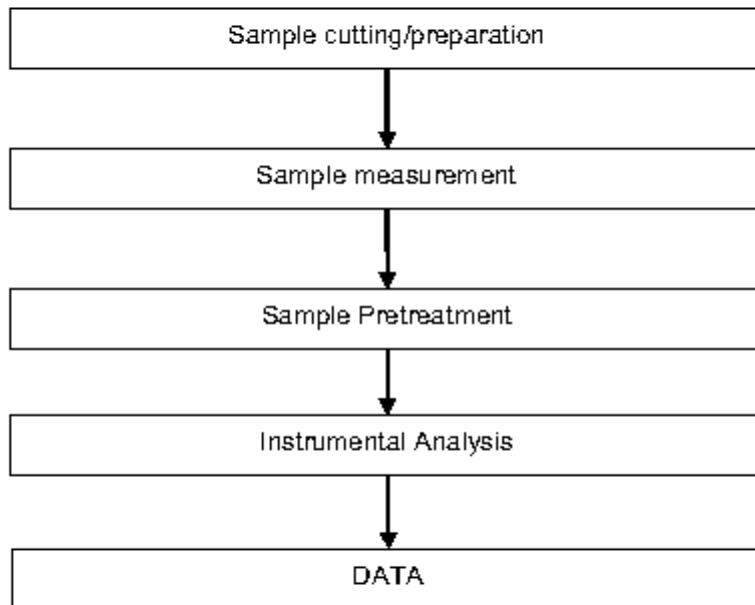 Sample cutting/preparation
Sample measurement
Sample Pretreatment
Instrumental Analysis
DATA